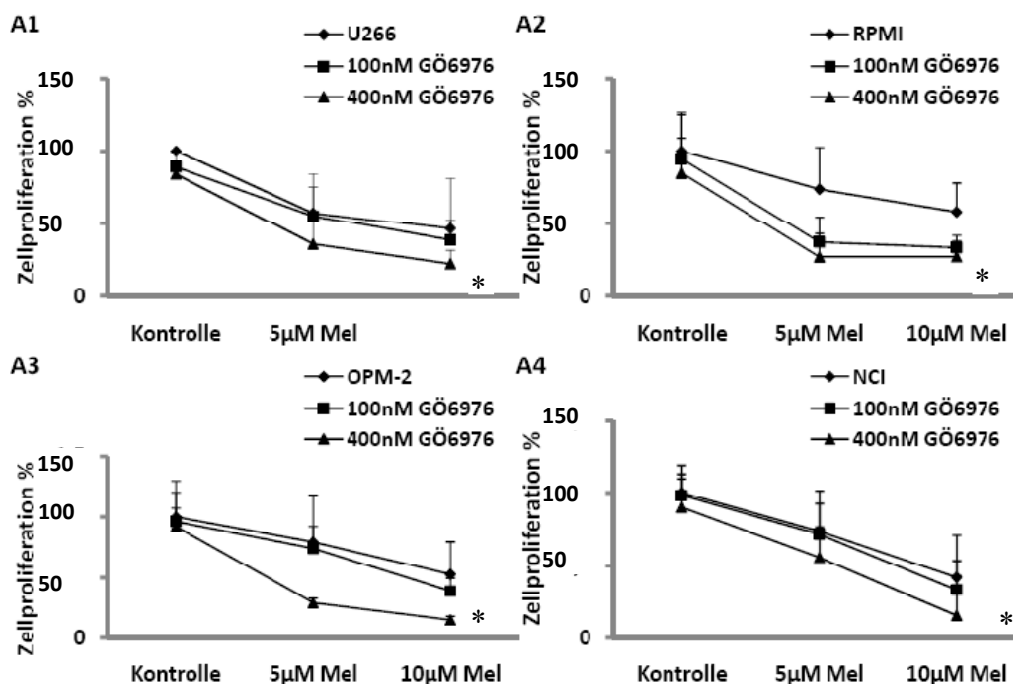 A1
U266
100nM GÖ6976
400nM GÖ6976
Zellproliferation %
150
100
50
0
*
Kontrolle 5µM Mel
A2
RPMI
100nM GÖ6976
400nM GÖ6976
Zellproliferation %
150
100
50
0
*
Kontrolle 5µM Mel 10µM Mel
A3
OPM-2
100nM GÖ6976
400nM GÖ6976
Zellproliferation %
150
100
50
0
*
Kontrolle 5µM Mel 10µM Mel
A4
NCI
100nM GÖ6976
400nM GÖ6976
Zellproliferation %
150
100
50
0
*
Kontrolle 5µM Mel 10µM Mel